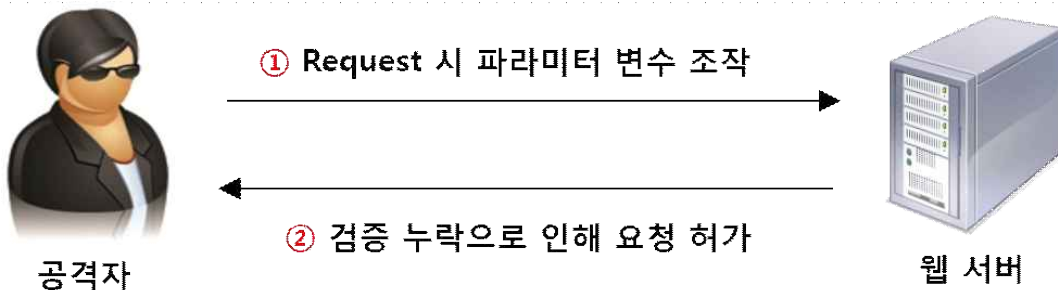 ① Request 시 파라미터 변수 조작
② 검증 누락으로 인해 요청 허가
공격자
웹 서버